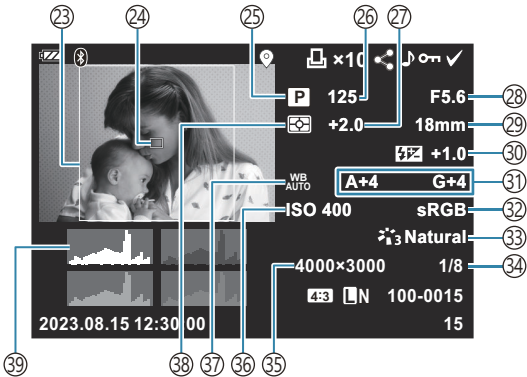 23 24 25 26 27
×10
P 125 F5.6 28
+2.0 18mm 29
+1.0 30
WB AUTO A+4 G+4 31
ISO 400 sRGB 32
3 Natural 33
4000×3000 1/8 34
4:3 L N 100-0015
2023.08.15 12:30:00 15
39 38 37 36 35